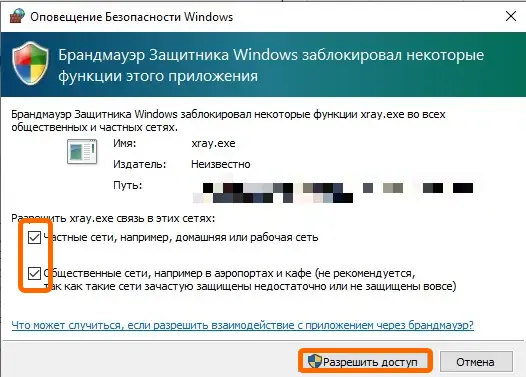 Оповещение Безопасности Windows
Брандмауэр Защитника Windows заблокировал некоторые
функции этого приложения
Брандмауэр Защитника Windows заблокировал некоторые функции xray.exe во всех
общественных и частных сетях.
Имя: xray.exe
Издатель: Неизвестно
Путь:
Разрешить xray.exe связь в этих сетях:
Частные сети, например, домашняя или рабочая сеть
Общественные сети, например в аэропортах и кафе (не рекомендуется,
так как такие сети зачастую защищены недостаточно или не защищены вовсе)
Что может случиться, если разрешить взаимодействие с приложением через брандмауэр?
Разрешить доступ Отмена